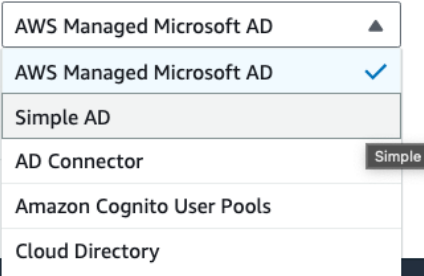 AWS Managed Microsoft AD
AWS Managed Microsoft AD
Simple AD
AD Connector
Simple
Amazon Cognito User Pools
Cloud Directory